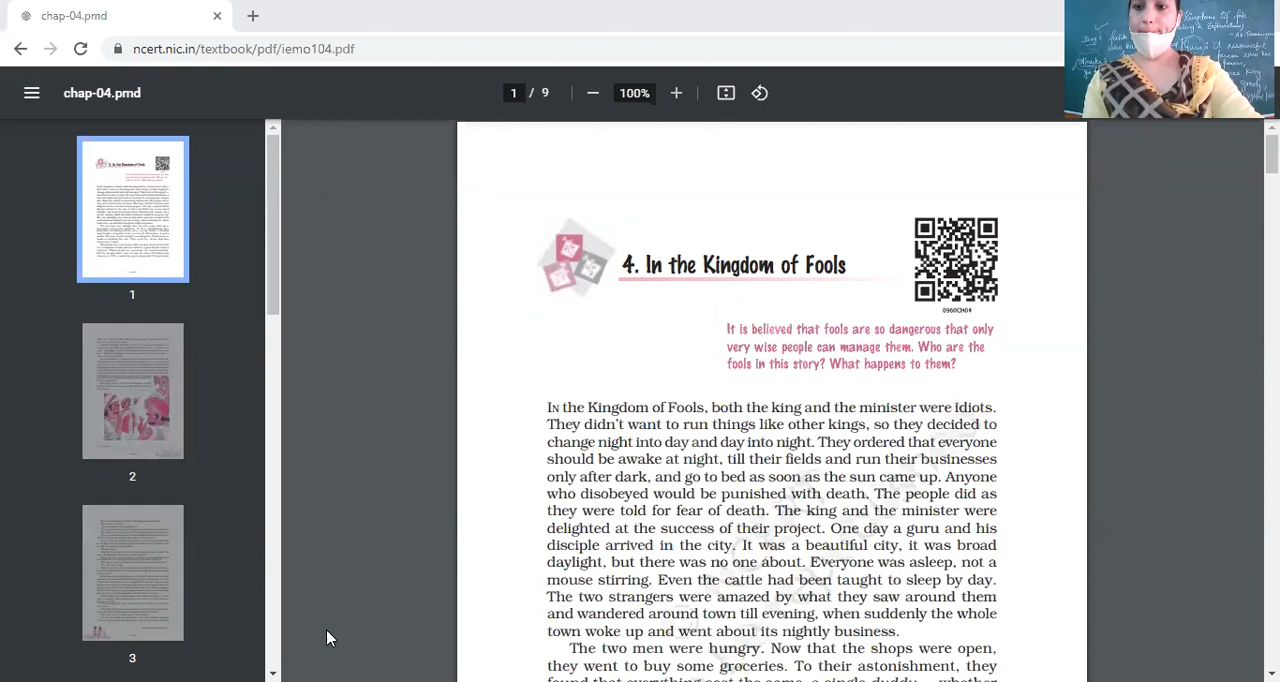 chap-04.pmd
ncert.nic.in/textbook/pdf/iemo104.pdf
chap-04.pmd
1 / 9
100%
4. In the Kingdom of Fools
0960CH04
It is believed that fools are so dangerous that only
very wise people can manage them. Who are the
fools in this story? What happens to them?
IN the Kingdom of Fools, both the king and the minister were idiots.
They didn't want to run things like other kings, so they decided to
change night into day and day into night. They ordered that everyone
should be awake at night, till their fields and run their businesses
only after dark, and go to bed as soon as the sun came up. Anyone
who disobeyed would be punished with death. The people did as
they were told for fear of death. The king and the minister were
delighted at the success of their project. One day a guru and his
disciple arrived in the city. It was a beautiful city, it was broad
daylight, but there was no one about. Everyone was asleep, not a
mouse stirring. Even the cattle had been taught to sleep by day.
The two strangers were amazed by what they saw around them
and wandered around town till evening, when suddenly the whole
town woke up and went about its nightly business.
The two men were hungry. Now that the shops were open,
they went to buy some groceries. To their astonishment, they
found that everything cost the same, a single duddu — whether
1
2
3